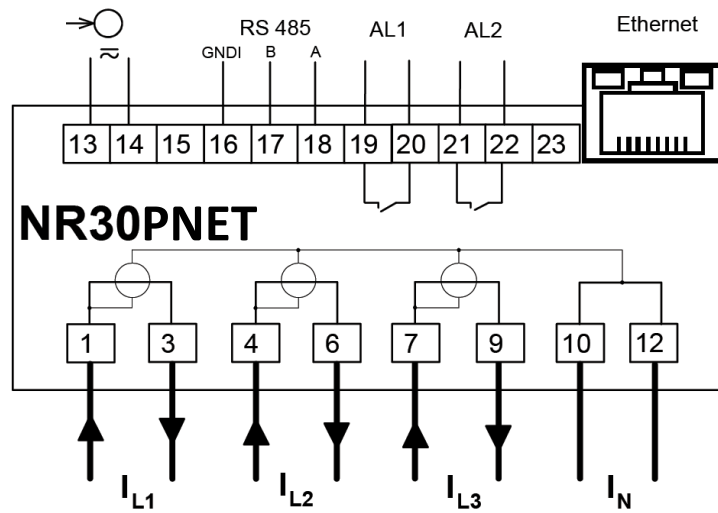 RS 485 AL1 AL2 Ethernet
GNDI B A
13 14 15 16 17 18 19 20 21 22 23
NR30PNET
1 3 4 6 7 9 10 12
IL1 IL2 IL3 IN